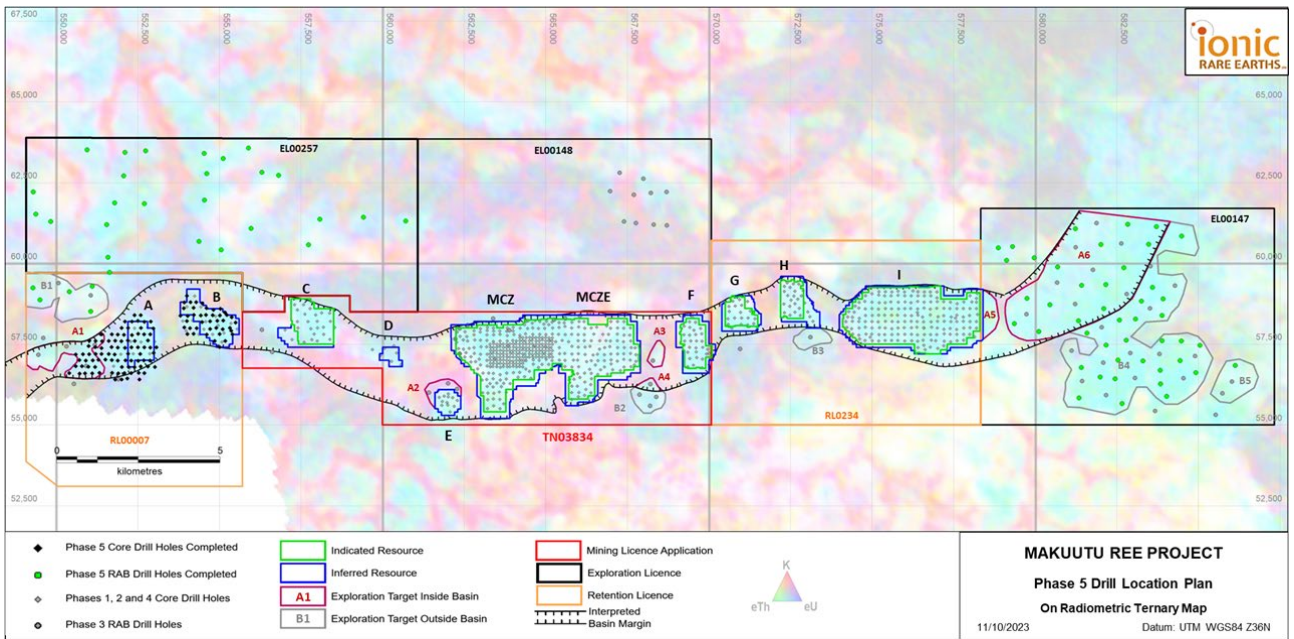 67,500
550,000
552,500
555,000
557,500
560,000
562,500
565,000
567,500
570,000
572,500
575,000
577,500
580,000
582,500
ionic
RARE EARTHS
65,000
65,000
EL00257
EL00148
62,500
62,500
EL00147
60,000
60,000
B1
A
B
C
D
MCZ
MCZE
F
G
H
I
A6
A1
A3
A5
57,500
57,500
B3
A2
A4
B4
B5
B2
55,000
55,000
E
RL00007
TN03834
RL0234
0
5
kilometres
52,500
52,500
Phase 5 Core Drill Holes Completed
Phase 5 RAB Drill Holes Completed
Phases 1, 2 and 4 Core Drill Holes
Phase 3 RAB Drill Holes
Indicated Resource
Inferred Resource
A1 Exploration Target Inside Basin
B1 Exploration Target Outside Basin
Mining Licence Application
Exploration Licence
Retention Licence
Interpreted
Basin Margin
K
eTh
eU
MAKUUTU REE PROJECT
Phase 5 Drill Location Plan
On Radiometric Ternary Map
11/10/2023
Datum: UTM WGS84 Z36N